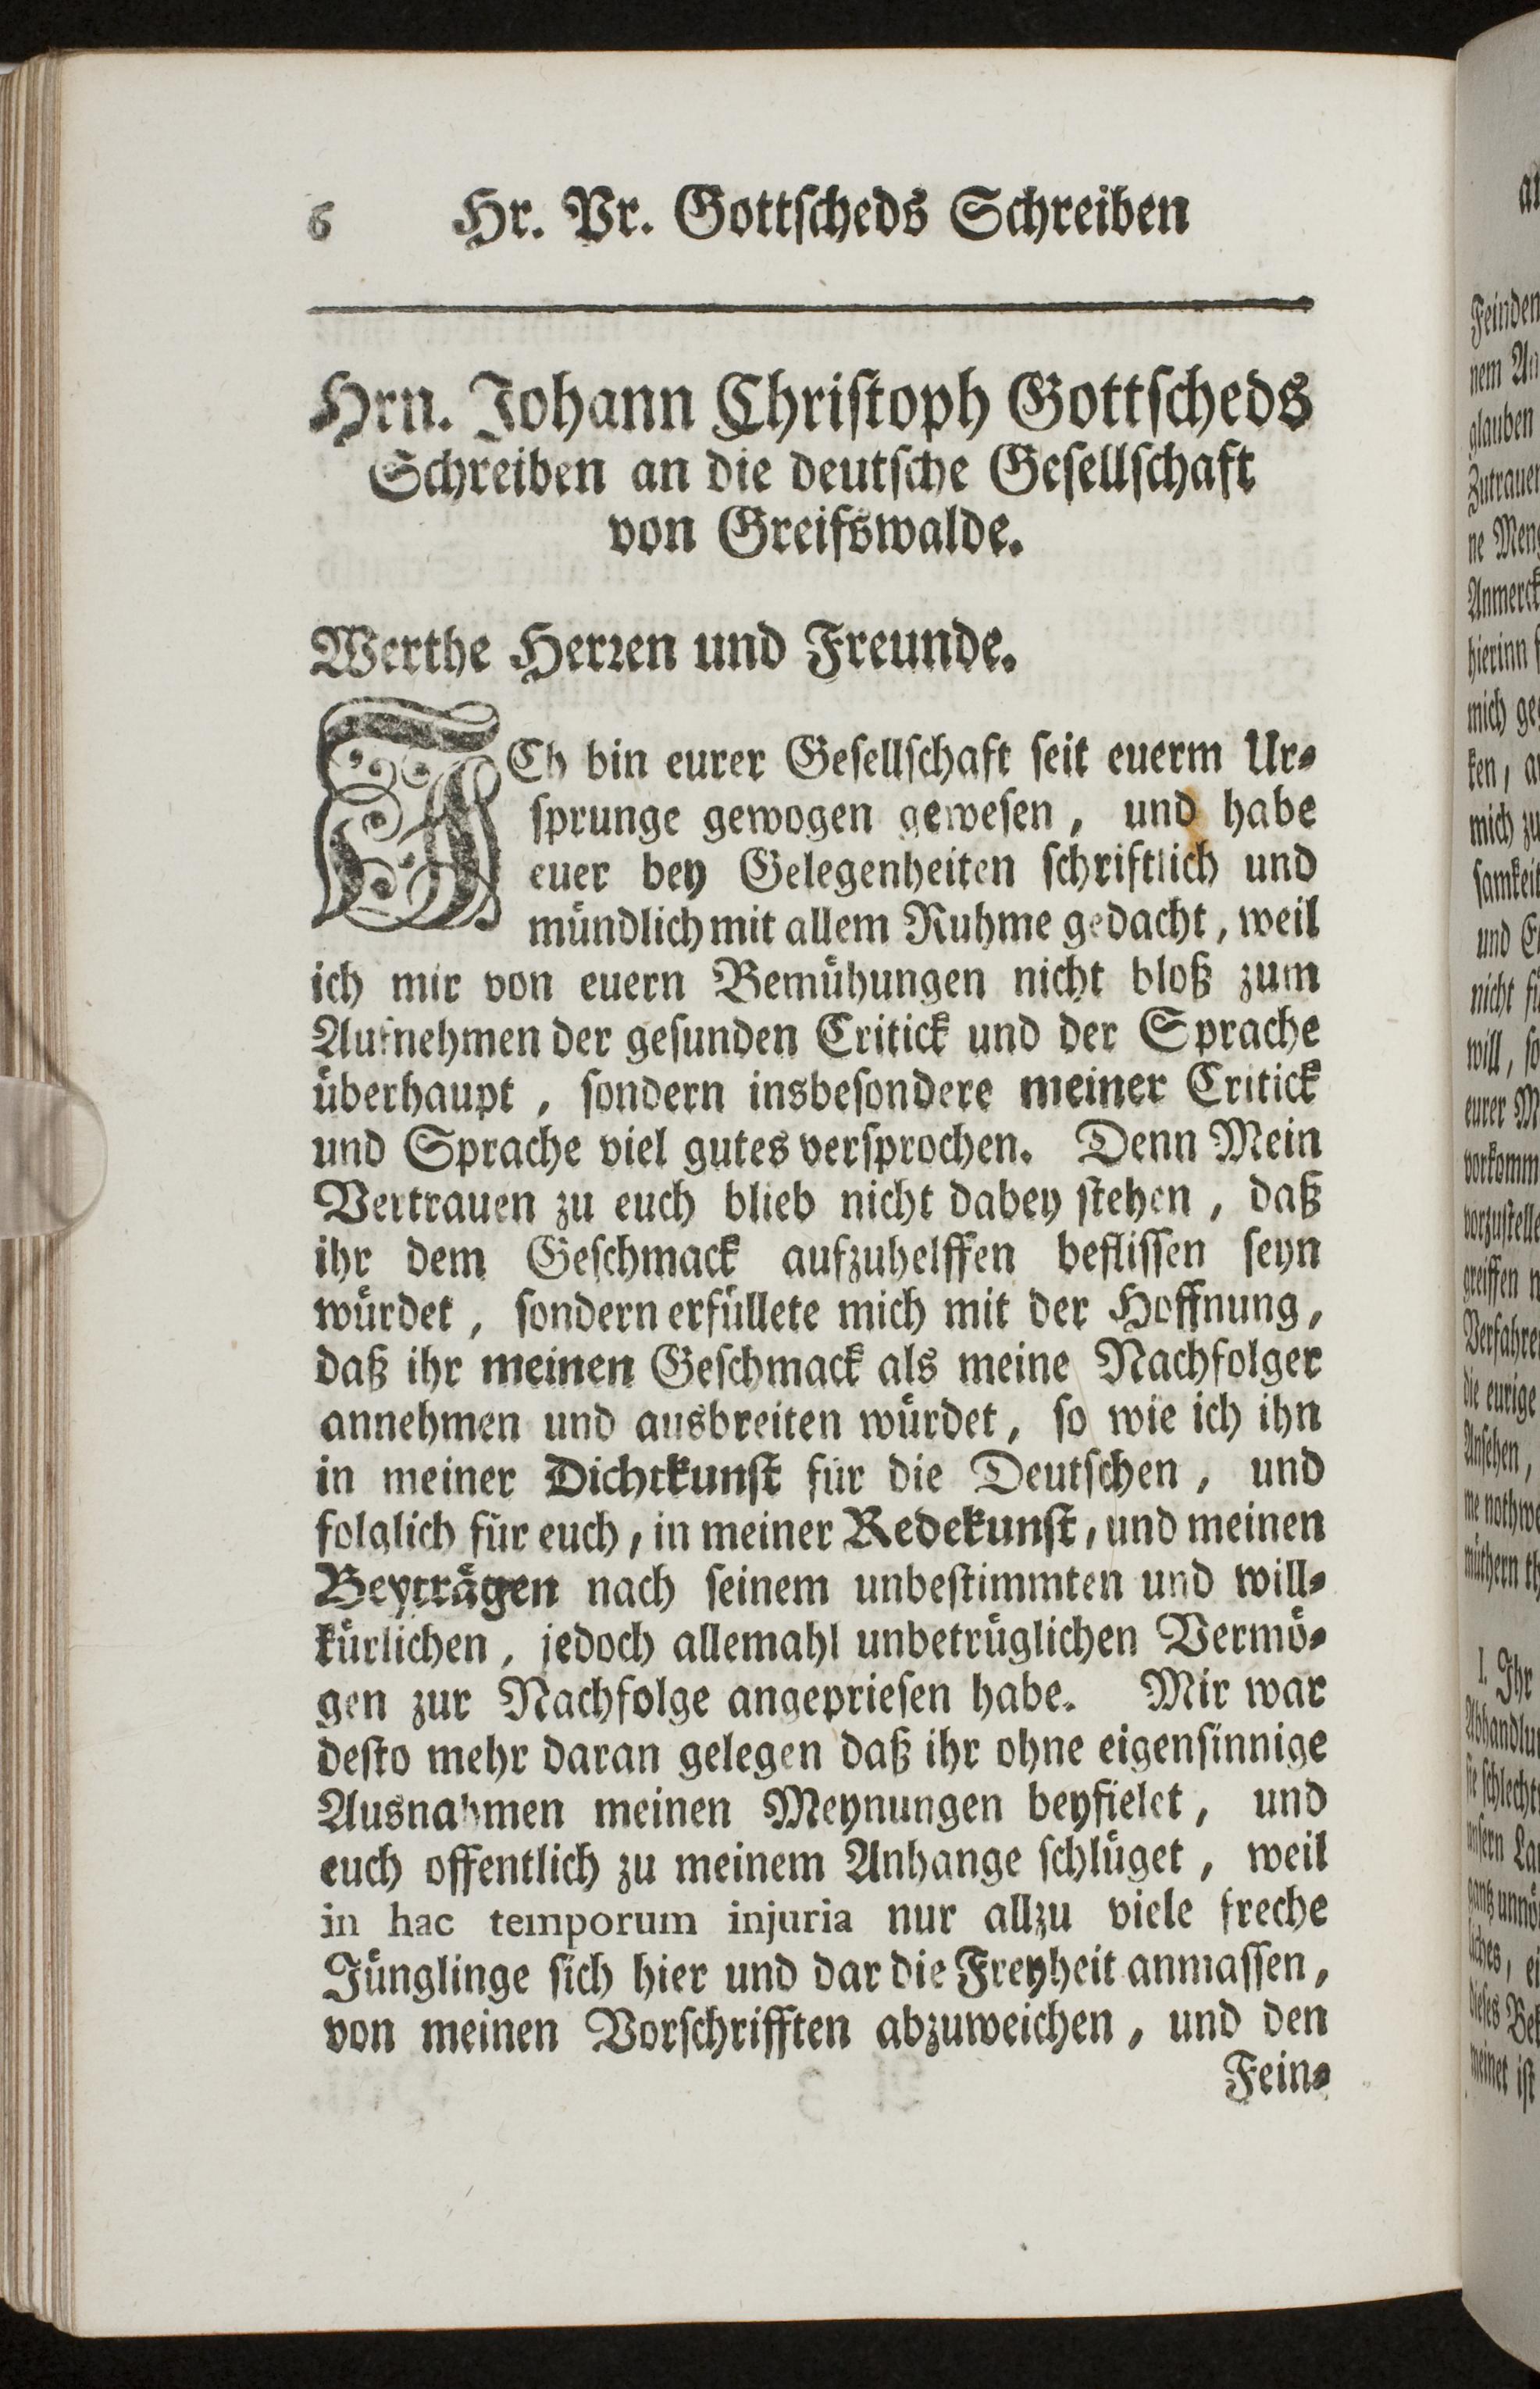 6 Hr. Pr. Gottſcheds Schreiben
Hrn. Johann Chriſtoph Gottſcheds
Schreiben an die deutſche Geſellſchaft
von Greifswalde.
Werthe Herꝛen und Freunde.
ICh bin eurer Geſellſchaft ſeit euerm Ur⸗
ſprunge gewogen geweſen, und habe
euer bey Gelegenheiten ſchriftlich und
mündlich mit allem Ruhme gedacht, weil
ich mir von euern Bemühungen nicht bloß zum
Aufnehmen der geſunden Critick und der Sprache
überhaupt, ſondern insbeſondere meiner Critick
und Sprache viel gutes verſprochen. Denn Mein
Vertrauen zu euch blieb nicht dabey ſtehen, daß
ihr dem Geſchmack aufzuhelffen befliſſen ſeyn
würdet, ſondern erfüllete mich mit der Hoffnung,
daß ihr meinen Geſchmack als meine Nachfolger
annehmen und ausbreiten würdet, ſo wie ich ihn
in meiner Dichtkunſt für die Deutſchen, und
folglich für euch, in meiner Redekunſt, und meinen
Beyträgen nach ſeinem unbeſtimmten und will⸗
kürlichen, jedoch allemahl unbetrüglichen Vermö⸗
gen zur Nachfolge angeprieſen habe. Mir war
deſto mehr daran gelegen daß ihr ohne eigenſinnige
Ausnahmen meinen Meynungen beyfielet, und
euch offentlich zu meinem Anhange ſchlüget, weil
in hac temporum injuria nur allzu viele freche
Jünglinge ſich hier und dar die Freyheit anmaſſen,
von meinen Vorſchrifften abzuweichen, und den
Fein⸗